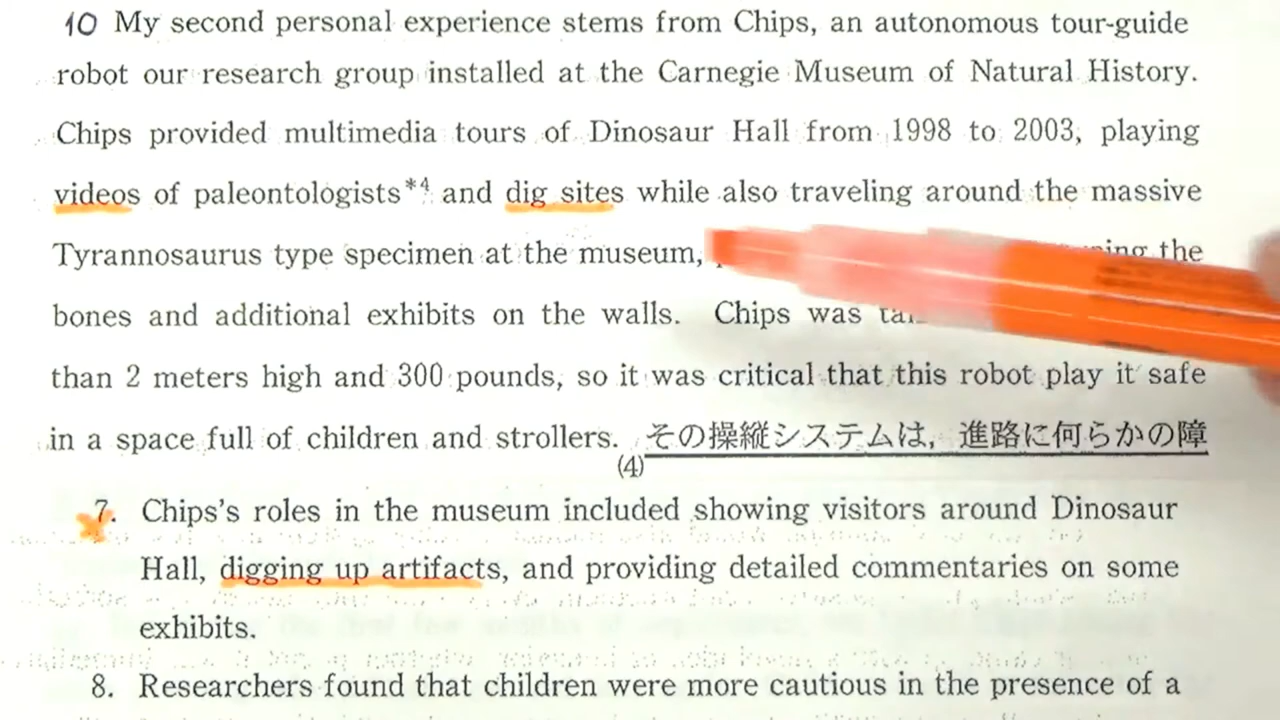 10 My second personal experience stems from Chips, an autonomous tour-guide
robot our research group installed at the Carnegie Museum of Natural History.
Chips provided multimedia tours of Dinosaur Hall from 1998 to 2003, playing
videos of paleontologists*4 and dig sites while also traveling around the massive
Tyrannosaurus type specimen at the museum, the
bones and additional exhibits on the walls. Chips was
than 2 meters high and 300 pounds, so it was critical that this robot play it safe
in a space full of children and strollers. その操縦システムは，進路に何らかの障
(4)
7. Chips's roles in the museum included showing visitors around Dinosaur
Hall, digging up artifacts, and providing detailed commentaries on some
exhibits.
8. Researchers found that children were more cautious in the presence of a